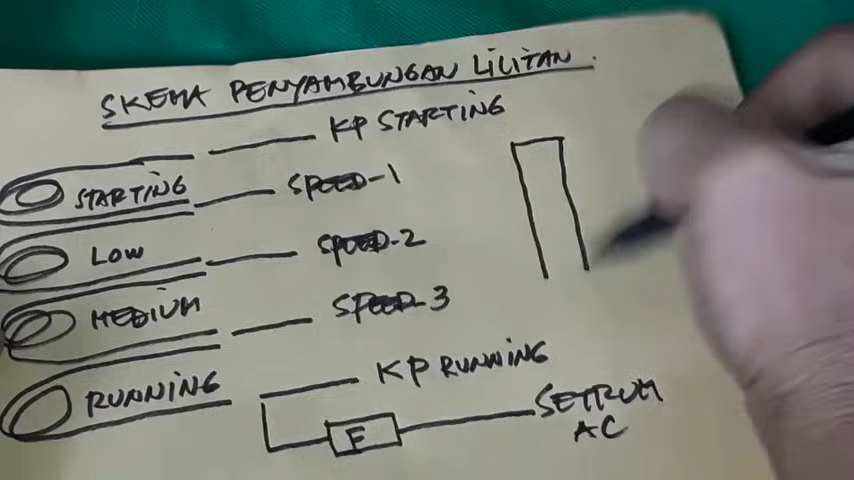 SKEMA PENYAMBUNGAN LILITAN.
KP STARTING
STARTING
SPEED-1
LOW
SPEED-2
MEDIUM
SPEED-3
RUNNING
KP RUNNING
F
SETRUM
AC